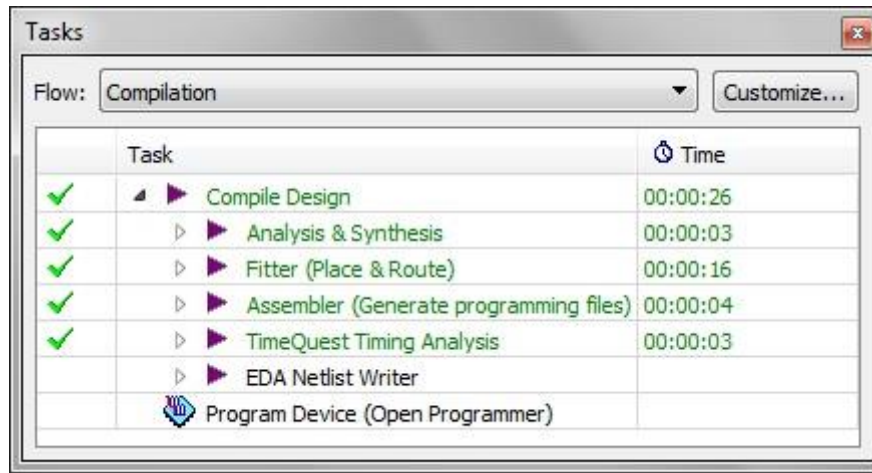 Tasks
Flow: Compilation Customize...
Task Time
Compile Design 00:00:26
Analysis & Synthesis 00:00:03
Fitter (Place & Route) 00:00:16
Assembler (Generate programming files) 00:00:04
TimeQuest Timing Analysis 00:00:03
EDA Netlist Writer
Program Device (Open Programmer)